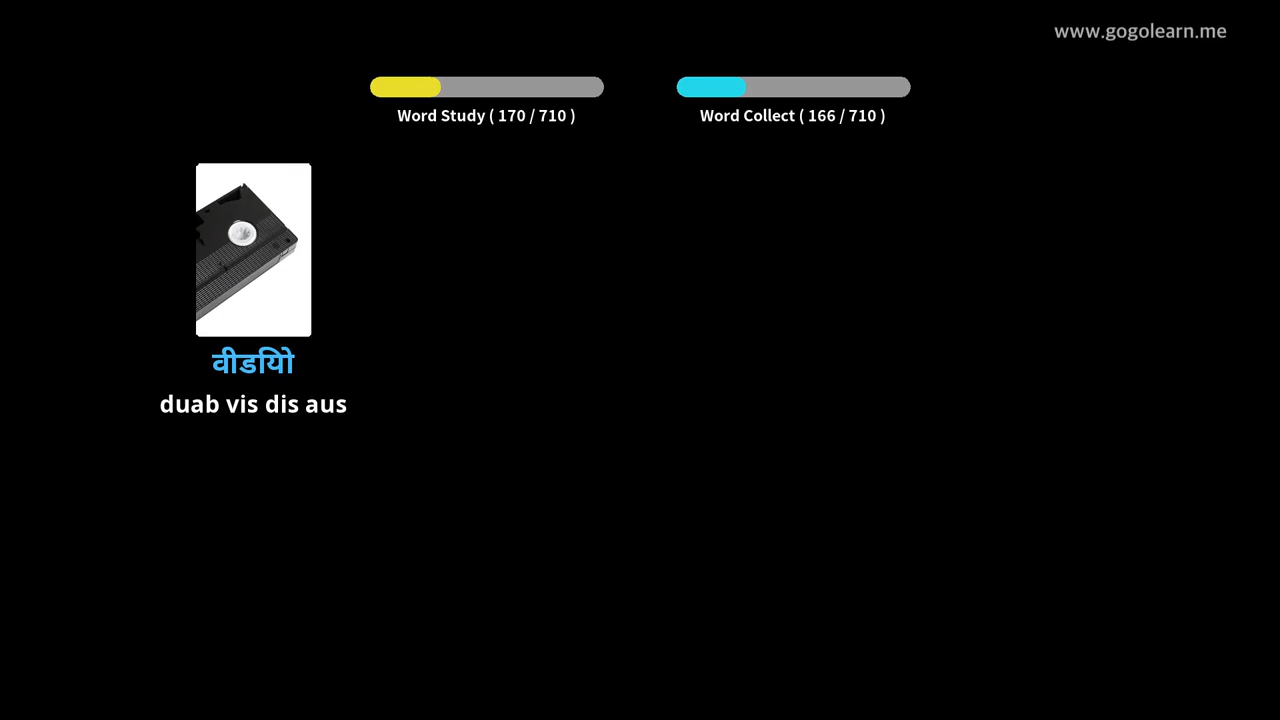 www.gogolearn.me
Word Study ( 170 / 710 )
Word Collect ( 166 / 710 )
वीडियो
duab vis dis aus